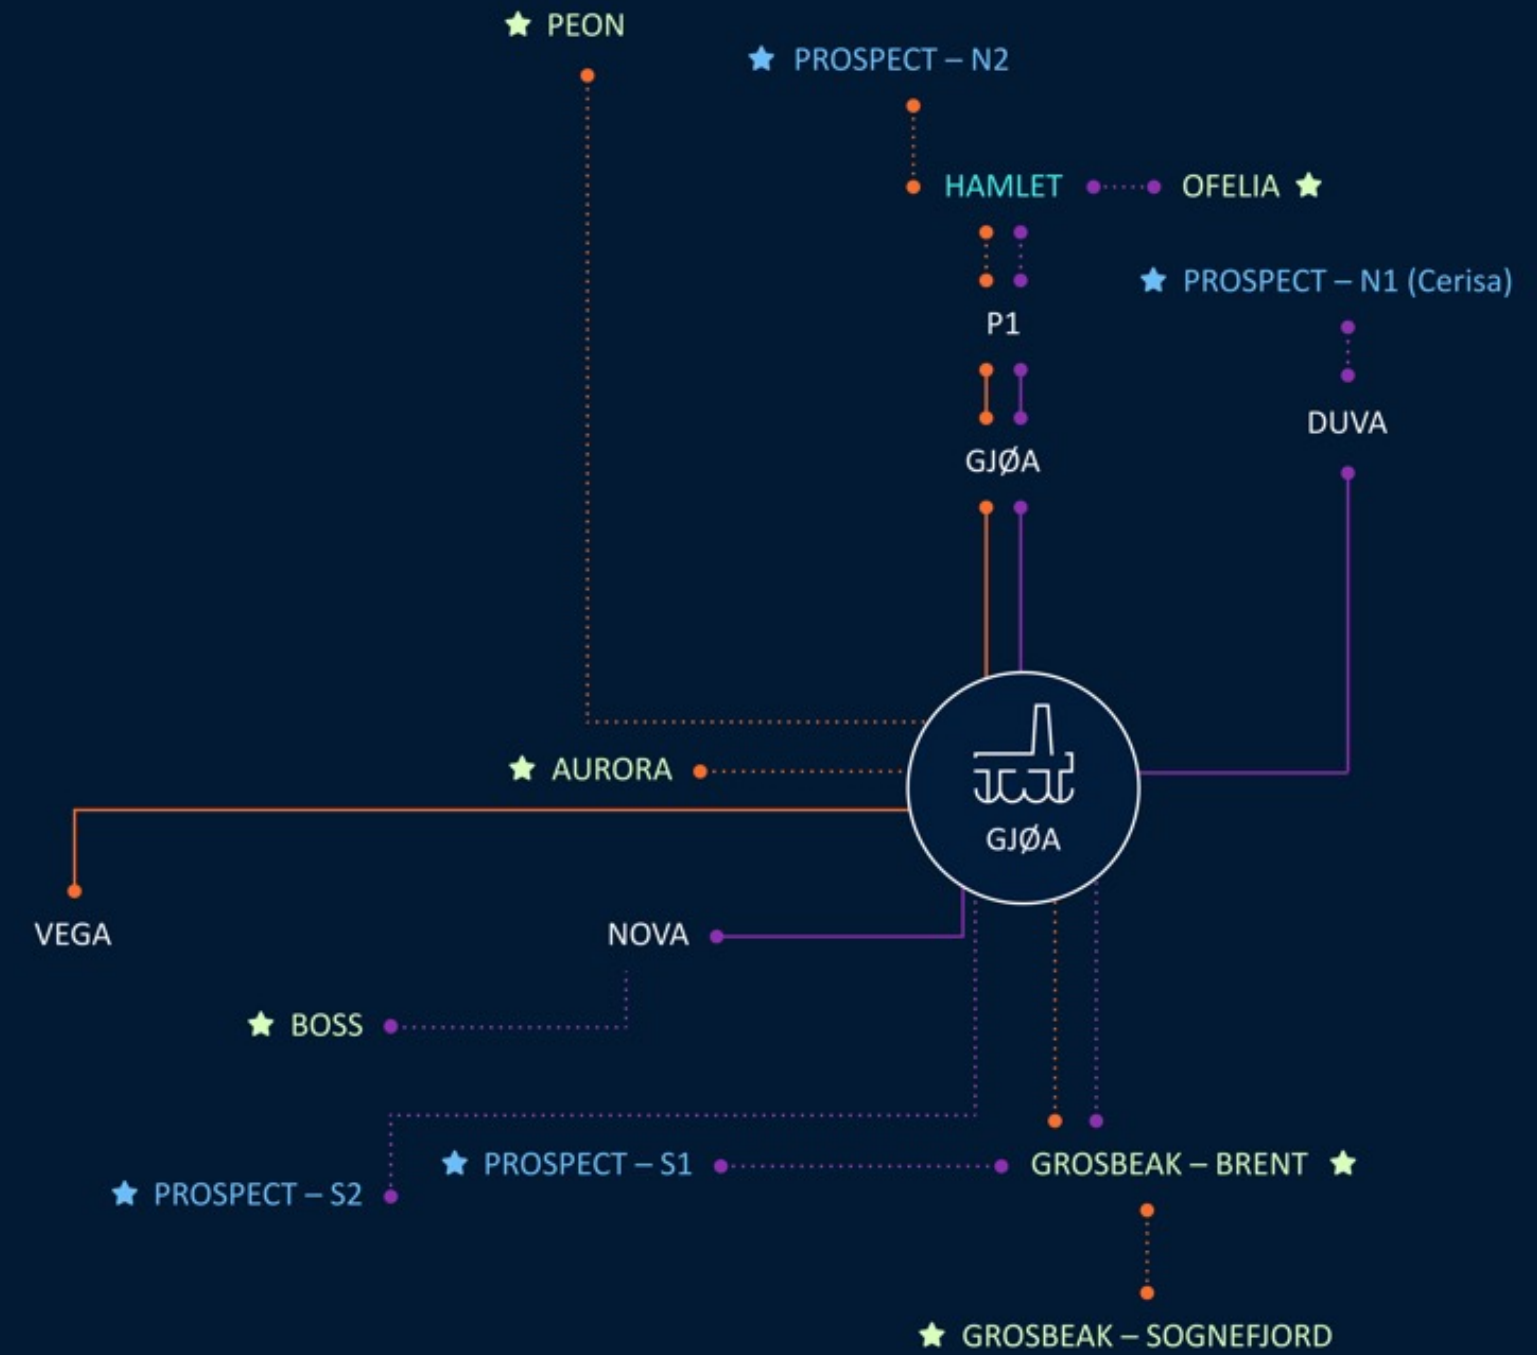 PEON
PROSPECT – N2
HAMLET
OFELIA
PROSPECT – N1 (Cerisa)
P1
DUVA
GJØA
AURORA
GJØA
VEGA
NOVA
BOSS
PROSPECT – S1
GROSBEAK – BRENT
PROSPECT – S2
GROSBEAK – SOGNEFJORD